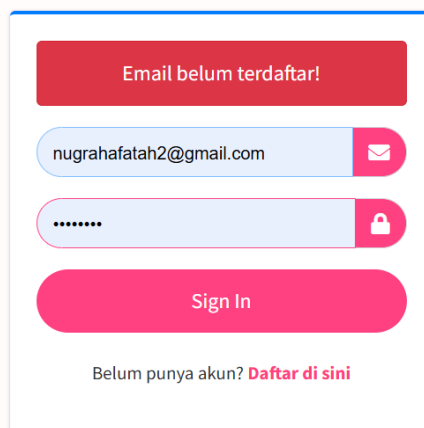 Email belum terdaftar!
nugrahafatah2@gmail.com
••••••••
Sign In
Belum punya akun? Daftar di sini